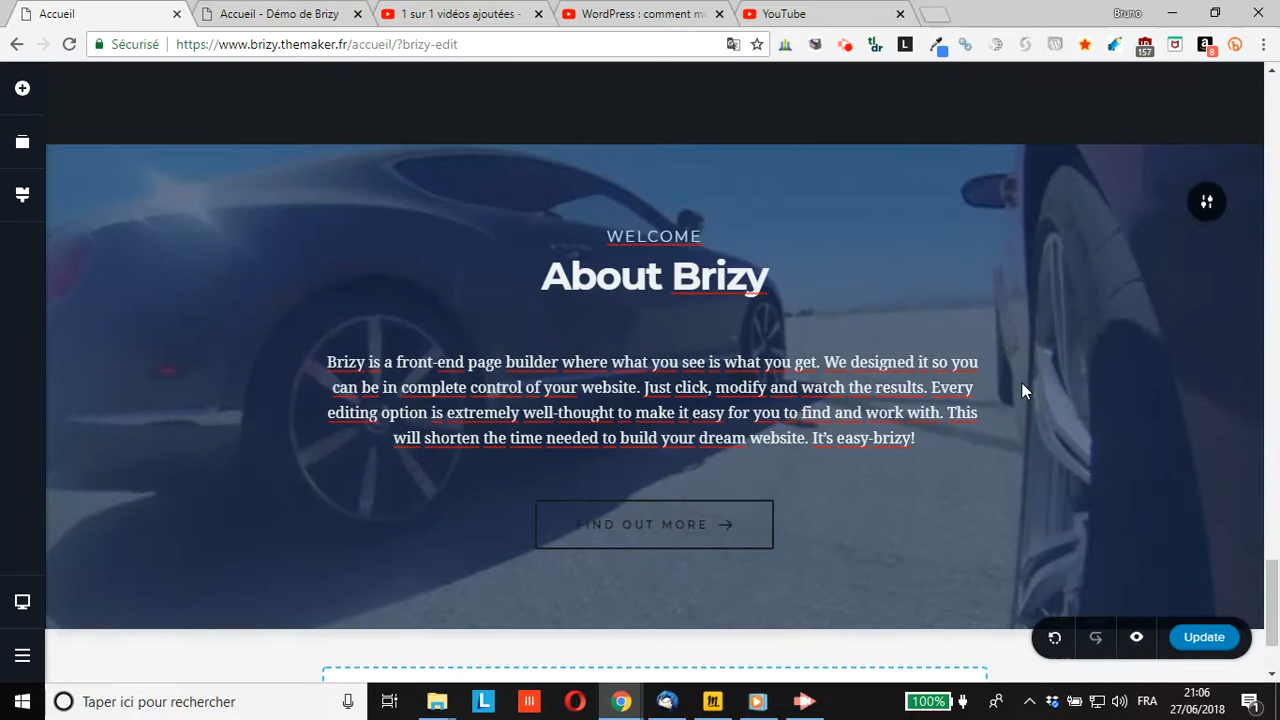 Accueil
Accueil - Démo de Brizy
1 sur 1 vidéos ajoutées -
WordPress : comment mo
YouTube
Bruno
Sécurisé
https://www.brizy.themaker.fr/accueil/?brizy-edit
tldr
L
157
8
WELCOME
About Brizy
Brizy is a front-end page builder where what you see is what you get. We designed it so you
can be in complete control of your website. Just click, modify and watch the results. Every
editing option is extremely well-thought to make it easy for you to find and work with. This
will shorten the time needed to build your dream website. It’s easy-brizy!
FIND OUT MORE
Update
Taper ici pour rechercher
L
100%
FRA
21:06
27/06/2018
1